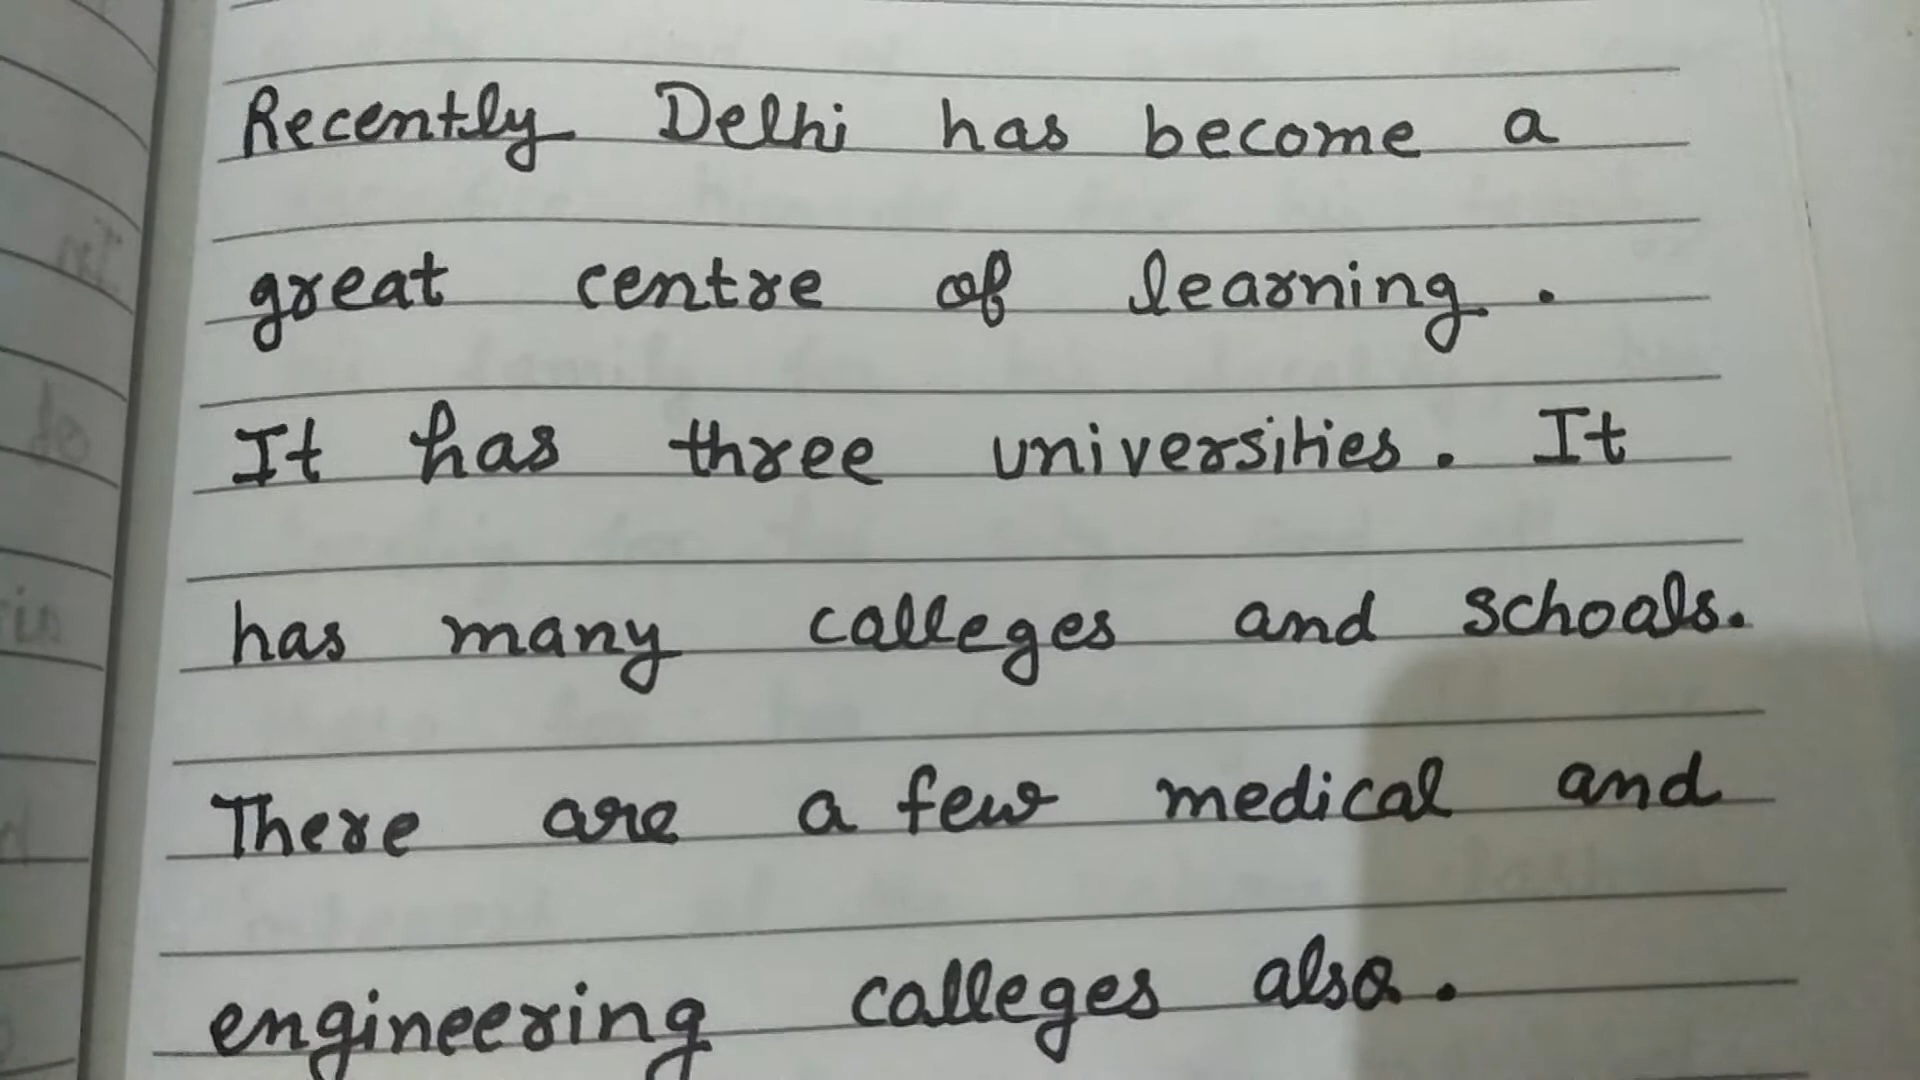 Recently Delhi has become a
great centre of learning.
It has three universities. It
has many colleges and schools.
There are a few medical and
engineering colleges also.